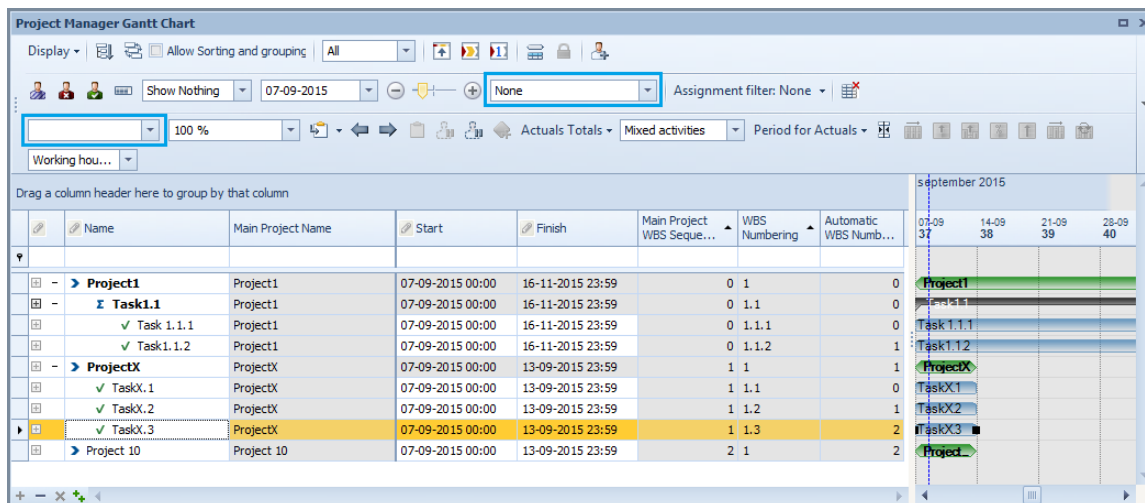 Project Manager Gantt Chart
Display Allow Sorting and grouping All
Show Nothing 07-09-2015 None Assignment filter: None
100 % Actuals Totals Mixed activities Period for Actuals
Working hou...
Drag a column header here to group by that column
september 2015
Name Main Project Name Start Finish Main Project WBS Seque... WBS Numbering Automatic WBS Numb... 07-09 37 14-09 38 21-09 39 28-09 40
Project1 Project1 07-09-2015 00:00 16-11-2015 23:59 0 1 0 Project1
Σ Task1.1 Project1 07-09-2015 00:00 16-11-2015 23:59 0 1.1 0 Task1.1
Task 1.1.1 Project1 07-09-2015 00:00 16-11-2015 23:59 0 1.1.1 0 Task 1.1.1
Task1.1.2 Project1 07-09-2015 00:00 16-11-2015 23:59 0 1.1.2 1 Task1.1.2
ProjectX ProjectX 07-09-2015 00:00 13-09-2015 23:59 1 1 1 ProjectX
TaskX.1 ProjectX 07-09-2015 00:00 13-09-2015 23:59 1 1.1 0 TaskX.1
TaskX.2 ProjectX 07-09-2015 00:00 13-09-2015 23:59 1 1.2 1 TaskX.2
TaskX.3 ProjectX 07-09-2015 00:00 13-09-2015 23:59 1 1.3 2 TaskX.3
Project 10 Project 10 07-09-2015 00:00 13-09-2015 23:59 2 1 2 Project_